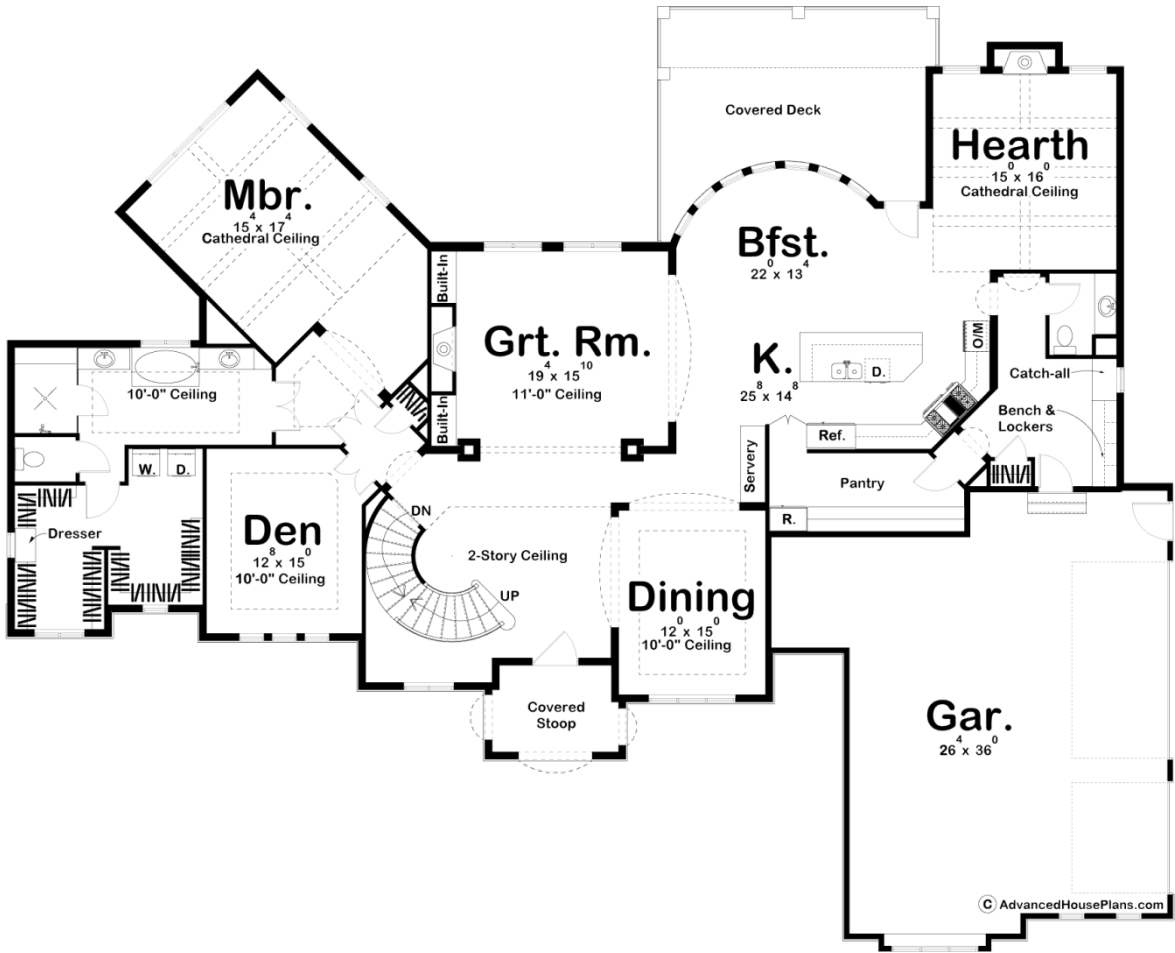 Covered Deck
Hearth
15⁰ x 16⁰
Cathedral Ceiling
Mbr.
15⁴ x 17⁴
Cathedral Ceiling
Bfst.
22⁰ x 13⁴
Built-In
Grt. Rm.
19⁴ x 15¹⁰
11'-0" Ceiling
Built-In
K.
25⁸ x 14⁸
D.
O/M
Catch-all
Bench &
Lockers
10'-0" Ceiling
Ref.
Servery
Pantry
R.
W.
D.
Dresser
Den
12⁸ x 15⁰
10'-0" Ceiling
DN
2-Story Ceiling
UP
Dining
12⁰ x 15⁰
10'-0" Ceiling
Covered
Stoop
Gar.
26⁴ x 36⁰
© AdvancedHousePlans.com